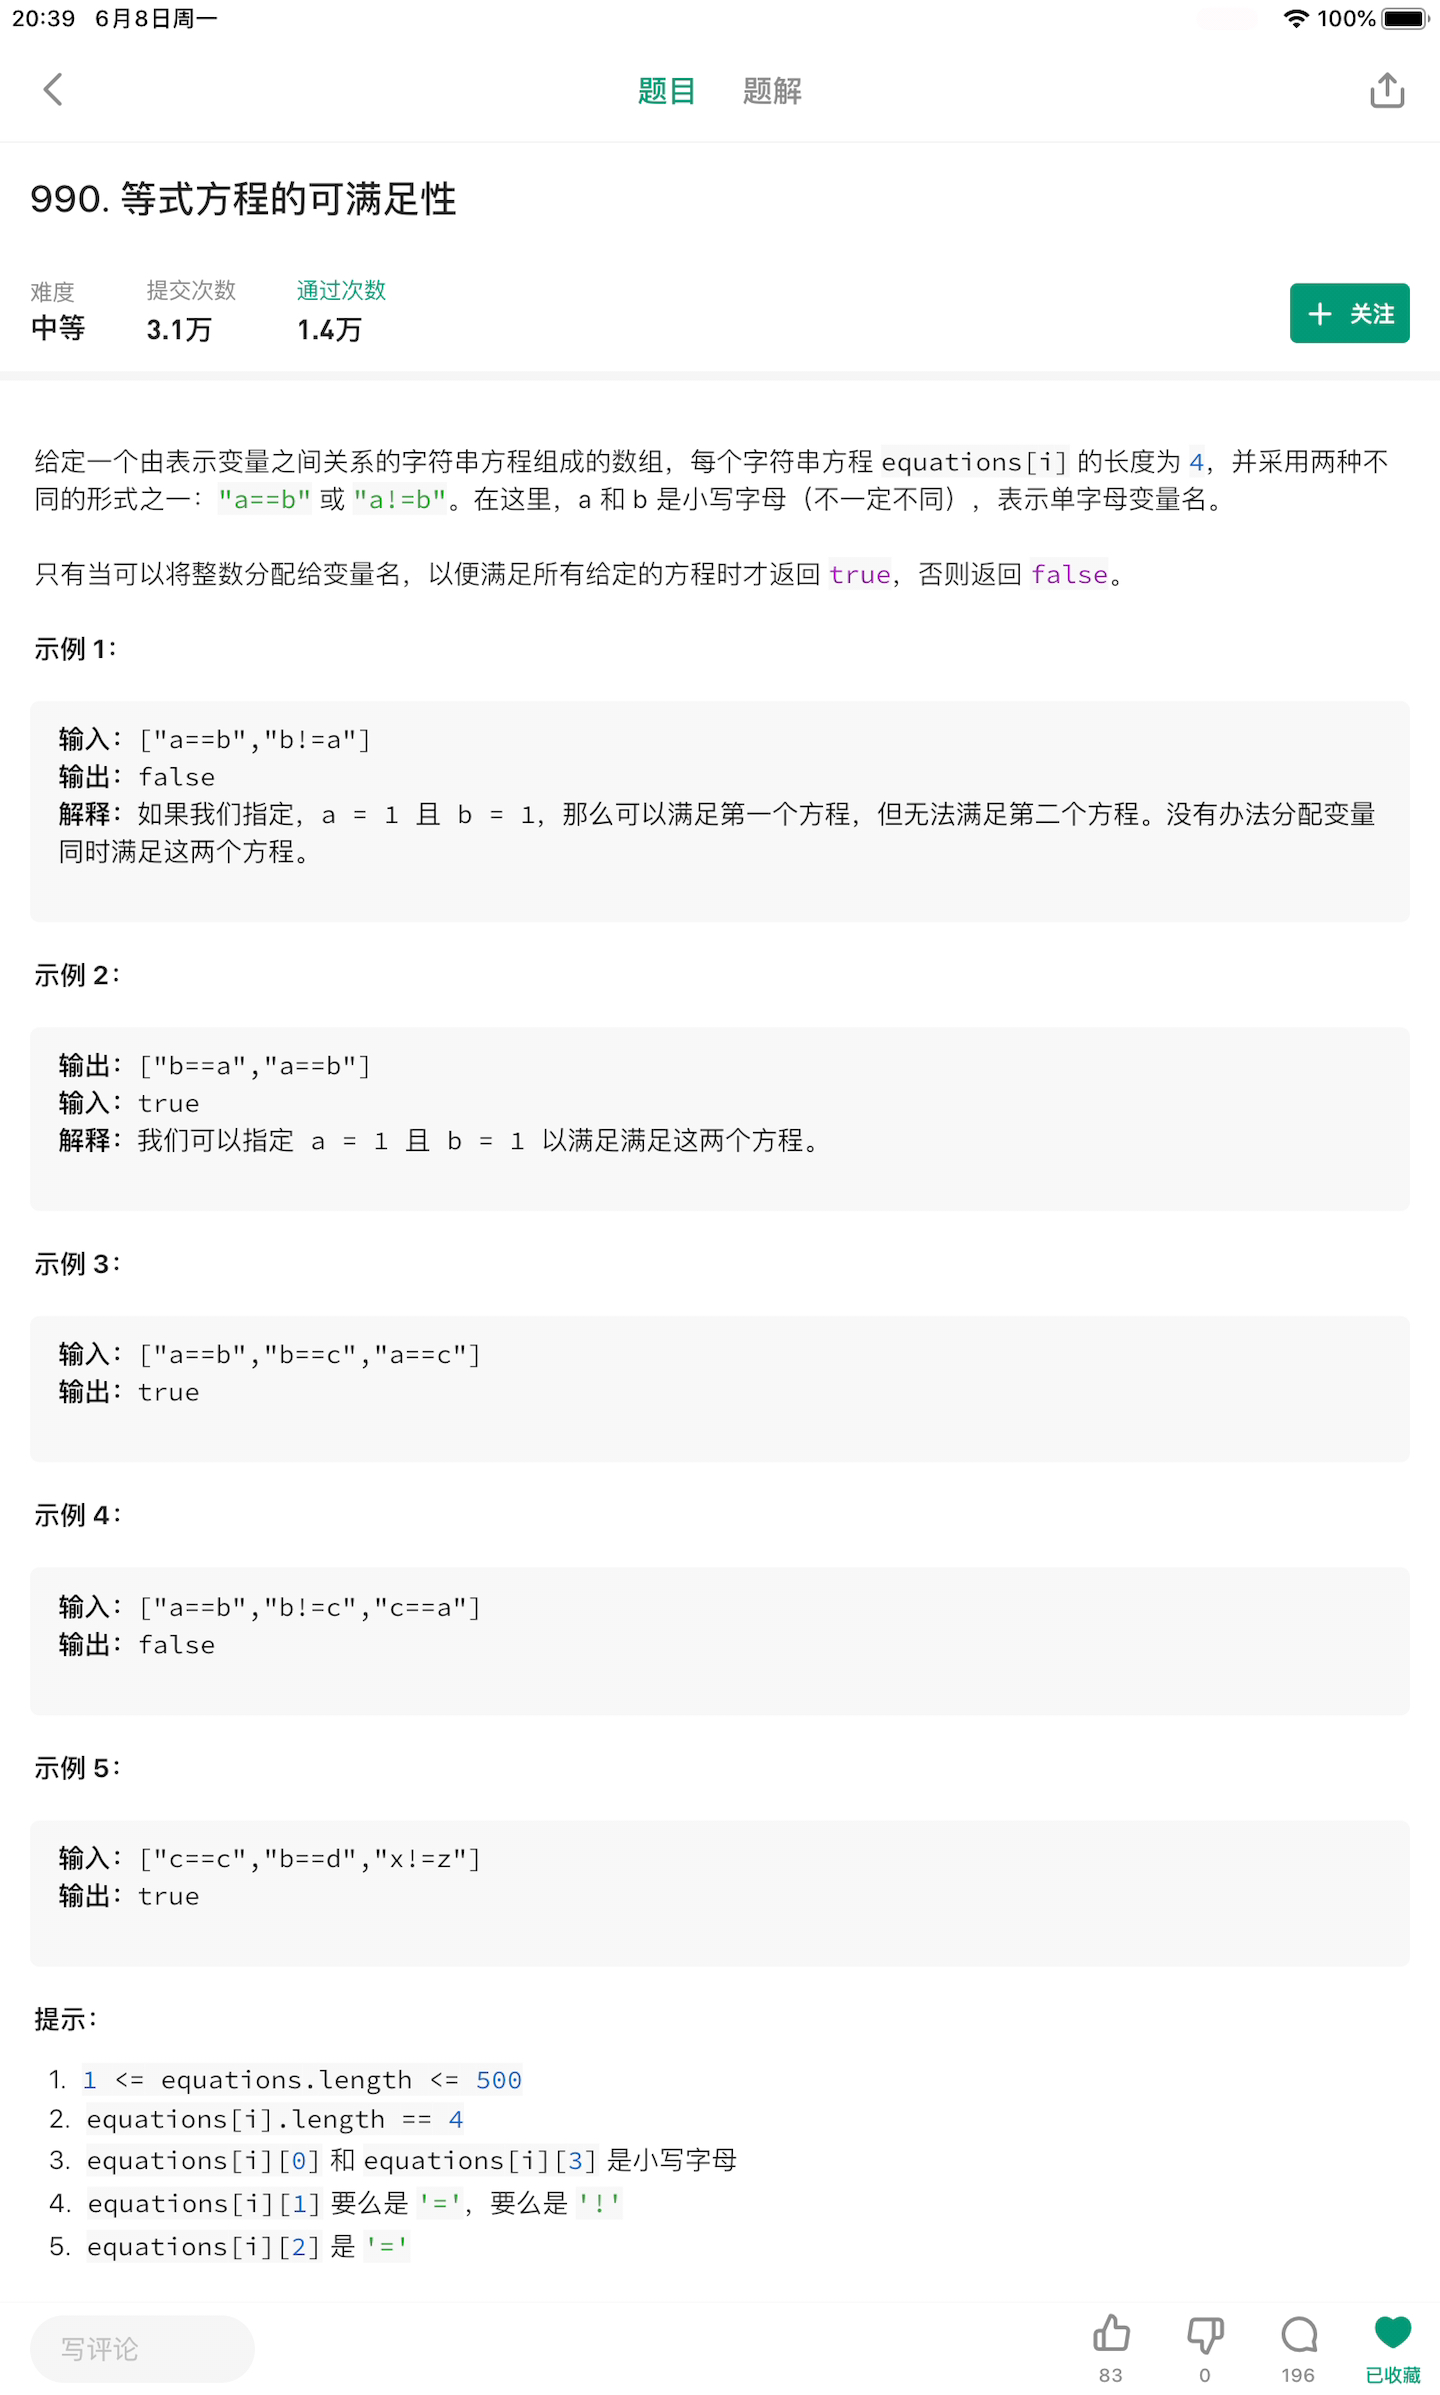 20:39 6月8日周一 100%
题目 题解
990. 等式方程的可满足性
难度 提交次数 通过次数
中等 3.1万 1.4万
+ 关注
给定一个由表示变量之间关系的字符串方程组成的数组，每个字符串方程 equations[i] 的长度为 4，并采用两种不
同的形式之一："a==b" 或 "a!=b"。在这里，a 和 b 是小写字母（不一定不同），表示单字母变量名。
只有当可以将整数分配给变量名，以便满足所有给定的方程时才返回 true，否则返回 false。
示例 1：
输入：["a==b","b!=a"]
输出：false
解释：如果我们指定，a = 1 且 b = 1，那么可以满足第一个方程，但无法满足第二个方程。没有办法分配变量
同时满足这两个方程。
示例 2：
输出：["b==a","a==b"]
输入：true
解释：我们可以指定 a = 1 且 b = 1 以满足满足这两个方程。
示例 3：
输入：["a==b","b==c","a==c"]
输出：true
示例 4：
输入：["a==b","b!=c","c==a"]
输出：false
示例 5：
输入：["c==c","b==d","x!=z"]
输出：true
提示：
1. 1 <= equations.length <= 500
2. equations[i].length == 4
3. equations[i][0] 和 equations[i][3] 是小写字母
4. equations[i][1] 要么是 '='，要么是 '!'
5. equations[i][2] 是 '='
写评论
83 0 196 已收藏